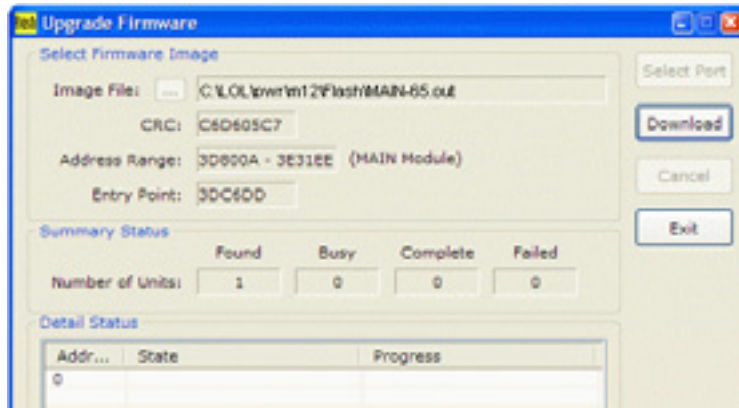 Upgrade Firmware
Select Firmware Image
Select Port
Image File: ... C:\LOL\pwr\m12\Flash\MAIN-65.out
CRC: C6D605C7
Download
Address Range: 3D800A - 3E31EE (MAIN Module)
Cancel
Entry Point: 3DC6DD
Exit
Summary Status
Found Busy Complete Failed
Number of Units: 1 0 0 0
Detail Status
Addr... State Progress
0